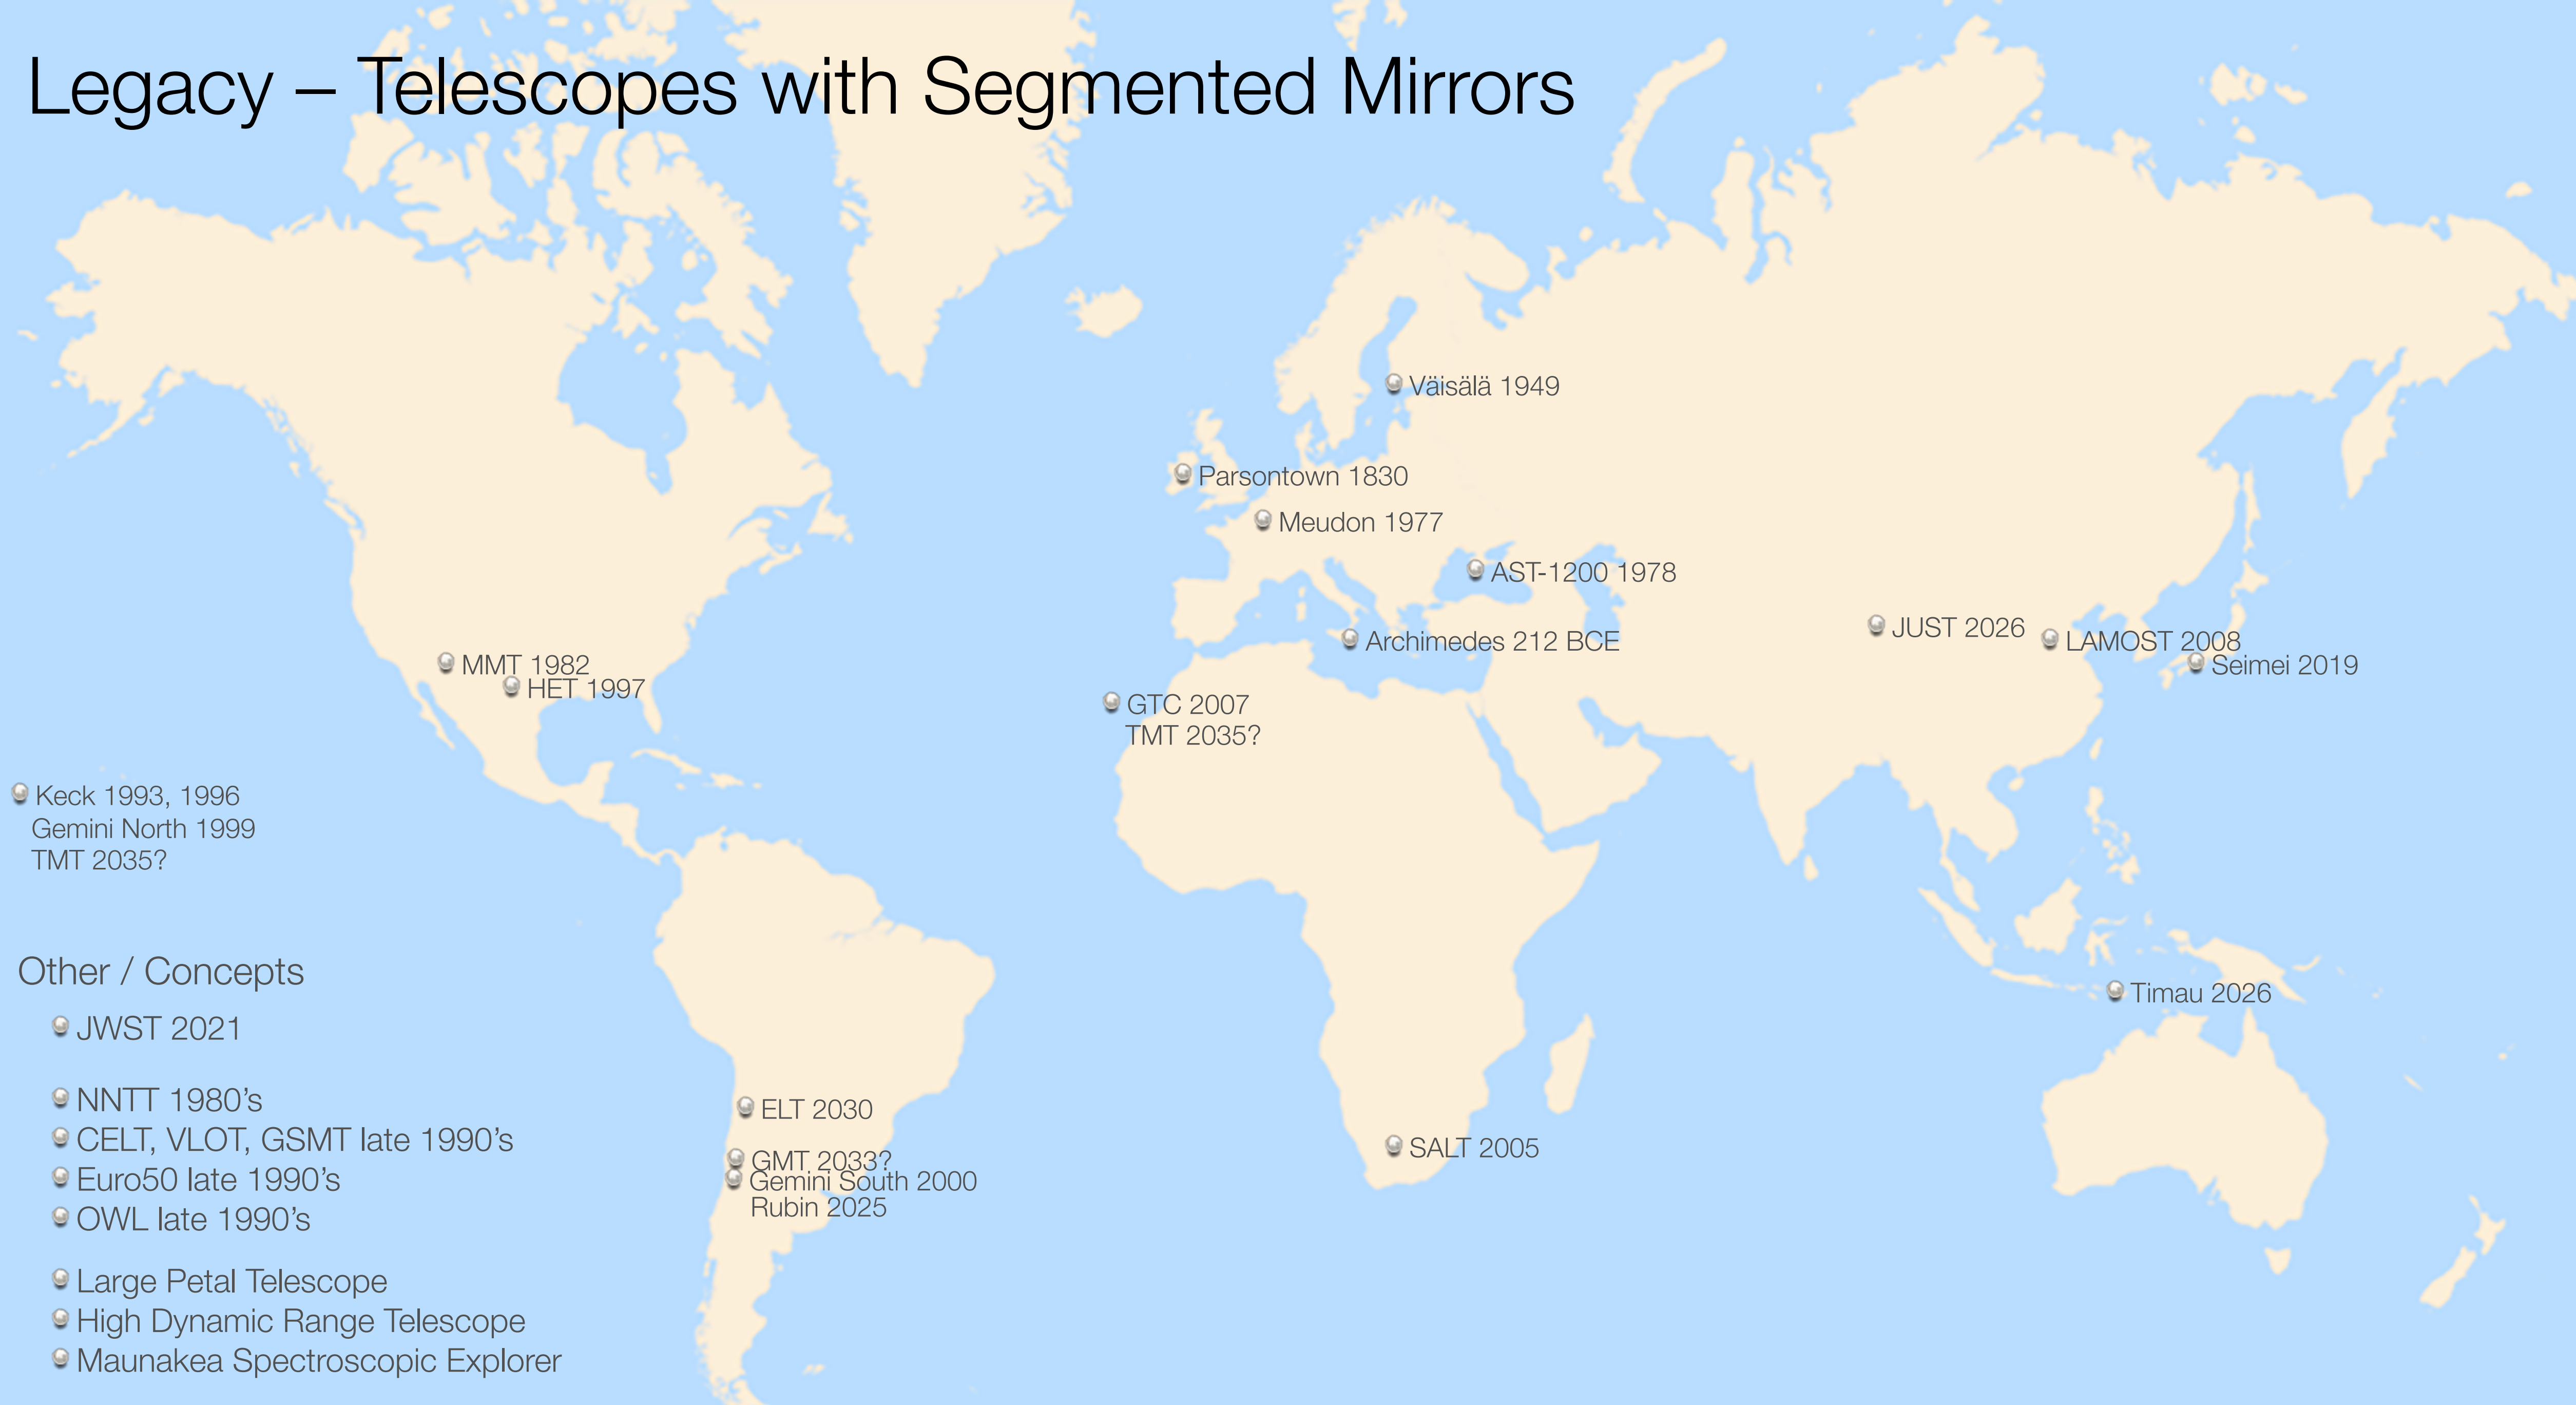 Legacy – Telescopes with Segmented Mirrors
Väisälä 1949
Parsontown 1830
Meudon 1977
AST-1200 1978
Archimedes 212 BCE
JUST 2026
LAMOST 2008
Seimei 2019
MMT 1982
HET 1997
GTC 2007
TMT 2035?
Keck 1993, 1996
Gemini North 1999
TMT 2035?
Timau 2026
ELT 2030
GMT 2033?
Gemini South 2000
Rubin 2025
SALT 2005
Other / Concepts
JWST 2021
NNTT 1980’s
CELT, VLOT, GSMT late 1990’s
Euro50 late 1990’s
OWL late 1990’s
Large Petal Telescope
High Dynamic Range Telescope
Maunakea Spectroscopic Explorer